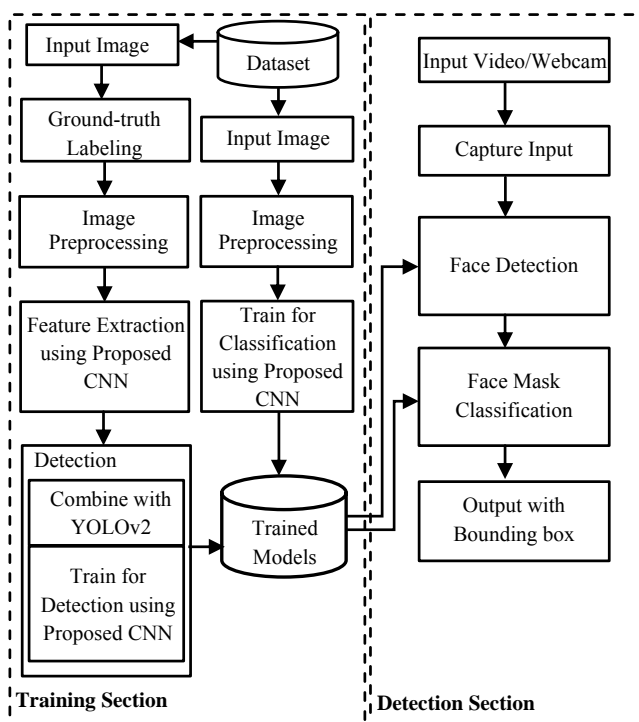 Input Image
Dataset
Ground-truth
Labeling
Input Image
Image
Preprocessing
Image
Preprocessing
Feature Extraction
using Proposed
CNN
Train for
Classification
using Proposed
CNN
Detection
Combine with
YOLOv2
Train for
Detection using
Proposed CNN
Trained
Models
Training Section
Input Video/Webcam
Capture Input
Face Detection
Face Mask
Classification
Output with
Bounding box
Detection Section